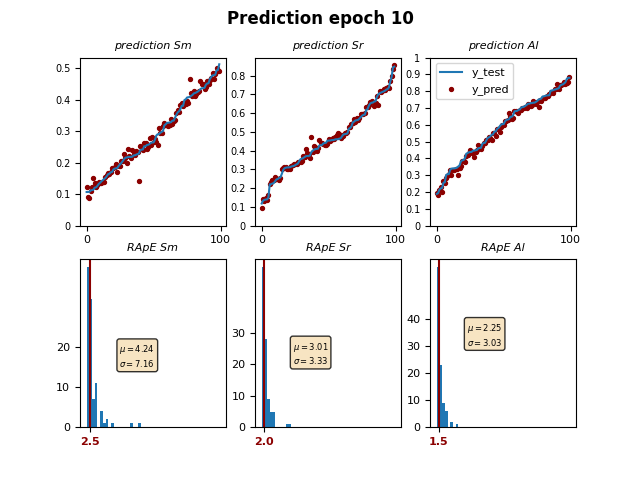 Prediction epoch 10
prediction Sm
prediction Sr
prediction Al
0.5
0.4
0.3
0.2
0.1
0
0 100
0.8
0.7
0.6
0.5
0.4
0.3
0.2
0.1
0
0 100
1
0.9
0.8
0.7
0.6
0.5
0.4
0.3
0.2
0.1
0
0 100
y_test
y_pred
RApE Sm
RApE Sr
RApE Al
20
10
0
μ = 4.24
σ = 7.16
2.5
30
20
10
0
μ = 3.01
σ = 3.33
2.0
40
30
20
10
0
μ = 2.25
σ = 3.03
1.5